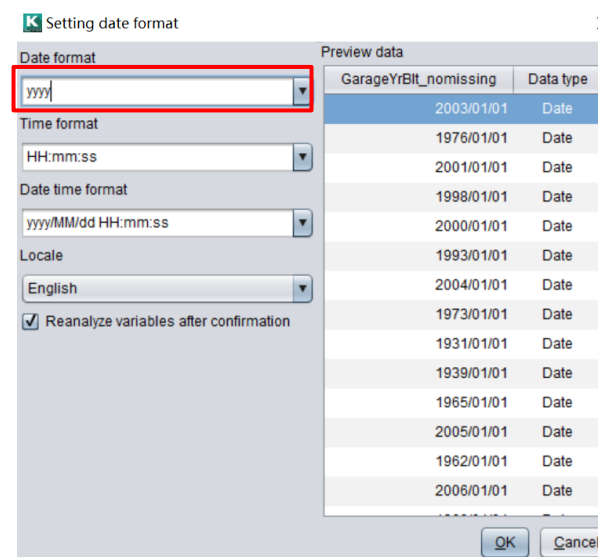 K Setting date format
Date format
yyyy
Time format
HH:mm:ss
Date time format
yyyy/MM/dd HH:mm:ss
Locale
English
Reanalyze variables after confirmation
Preview data
GarageYrBlt_nomissing Data type
2003/01/01 Date
1976/01/01 Date
2001/01/01 Date
1998/01/01 Date
2000/01/01 Date
1993/01/01 Date
2004/01/01 Date
1973/01/01 Date
1931/01/01 Date
1939/01/01 Date
1965/01/01 Date
2005/01/01 Date
1962/01/01 Date
2006/01/01 Date
OK Cancel